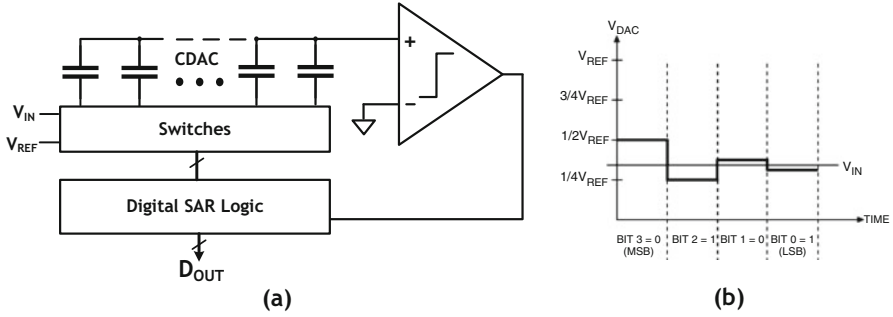 CDAC
+
−
V_IN
V_REF
Switches
Digital SAR Logic
D_OUT
(a)
V_DAC
V_REF
3/4V_REF
1/2V_REF
1/4V_REF
V_IN
TIME
BIT 3 = 0 BIT 2 = 1 BIT 1 = 0 BIT 0 = 1
(MSB) (LSB)
(b)